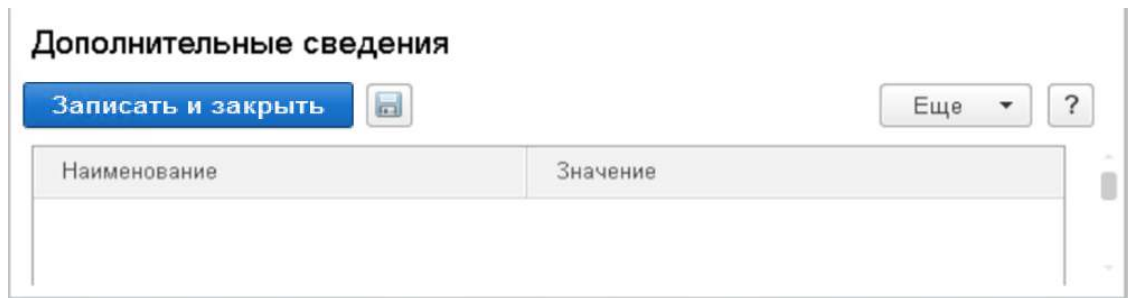 Дополнительные сведения
Записать и закрыть Еще ?
Наименование Значение